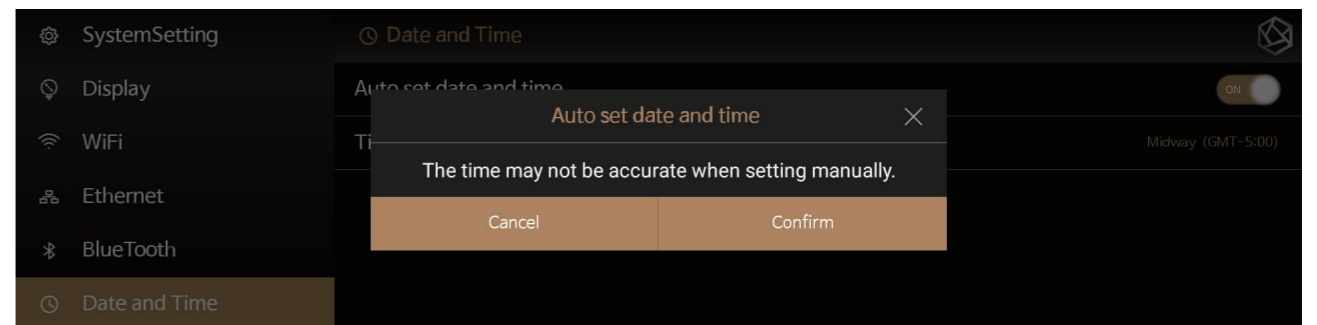 SystemSetting
Date and Time
Display
Auto set date and time
ON
Auto set date and time
WiFi
Ti
Midway (GMT-5:00)
The time may not be accurate when setting manually.
Ethernet
Cancel
Confirm
BlueTooth
Date and Time